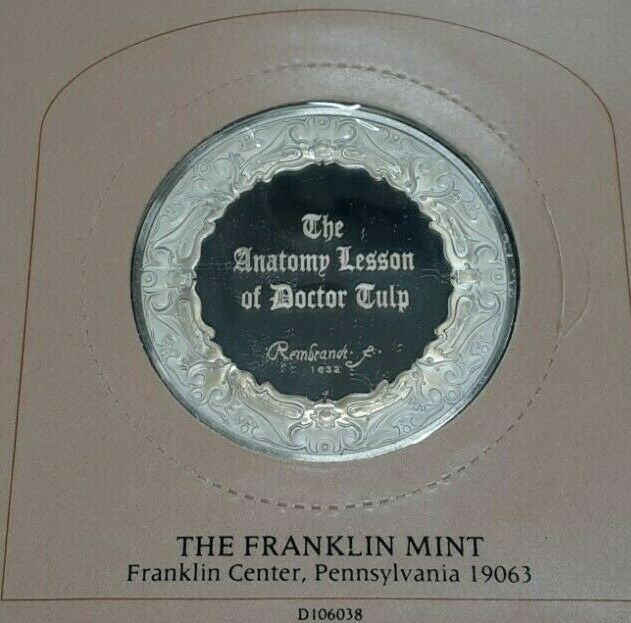 The
Anatomy Lesson
of Doctor Tulp
Rembrandt. f.
1632
THE FRANKLIN MINT
Franklin Center, Pennsylvania 19063
D106038